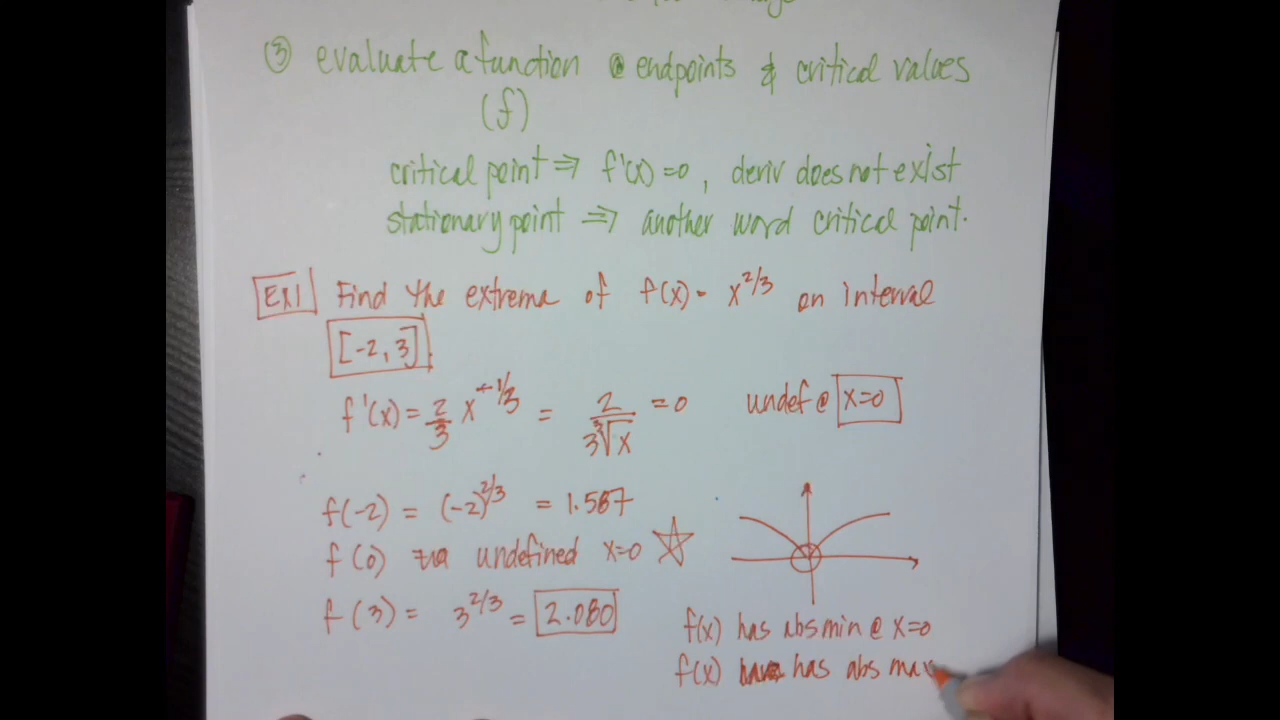 ③ evaluate a function @ endpoints & critical values
(f)
critical point ⇒ f'(x) = 0, deriv does not exist
stationary point ⇒ another word critical point.
EX1 Find the extrema of f(x) = x^{2/3} on interval
[-2, 3].
f'(x) = 2/3 x^{-1/3} = 2/(3∛x) = 0 undef @ x=0
f(-2) = (-2)^{2/3} = 1.587
f(0) undefined x=0 ☆
f(3) = 3^{2/3} = 2.080
f(x) has abs min @ x=0
f(x) has abs max